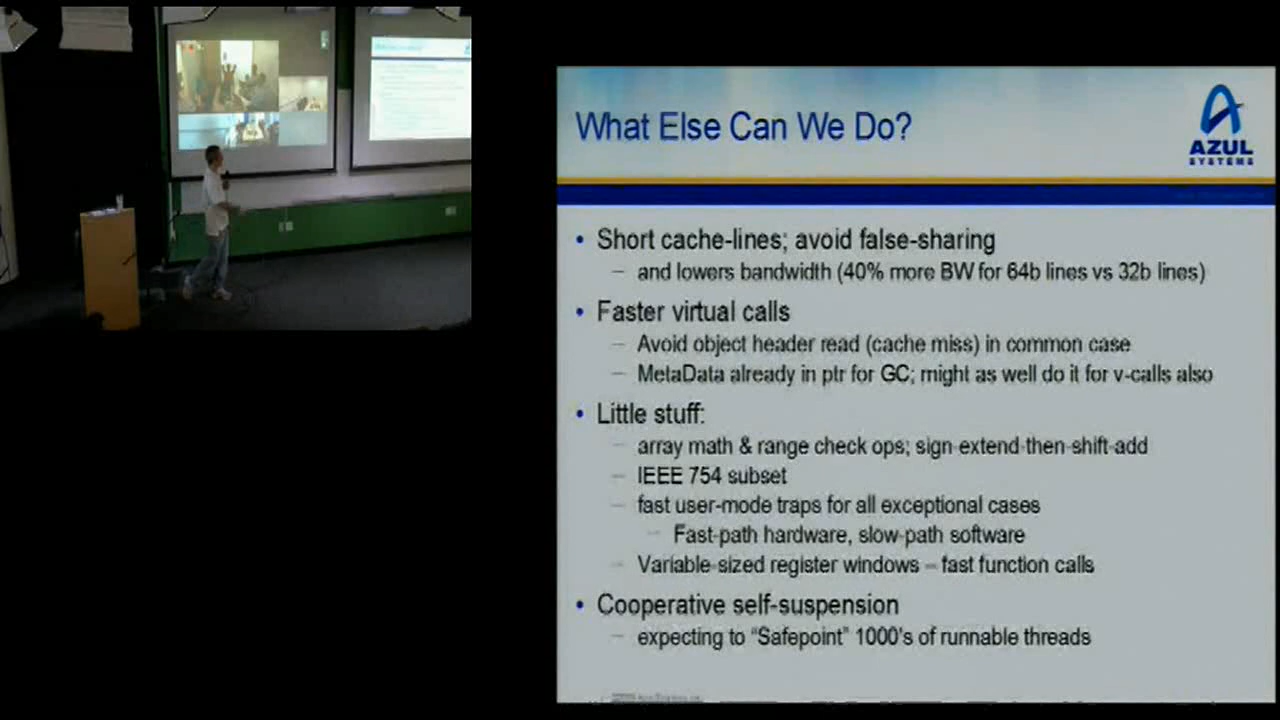 What Else Can We Do?
AZUL
SYSTEMS
• Short cache-lines; avoid false-sharing
– and lowers bandwidth (40% more BW for 64b lines vs 32b lines)
• Faster virtual calls
– Avoid object header read (cache miss) in common case
– MetaData already in ptr for GC; might as well do it for v-calls also
• Little stuff:
– array math & range check ops; sign-extend-then-shift-add
– IEEE 754 subset
– fast user-mode traps for all exceptional cases
– Fast-path hardware, slow-path software
– Variable-sized register windows – fast function calls
• Cooperative self-suspension
– expecting to “Safepoint” 1000's of runnable threads